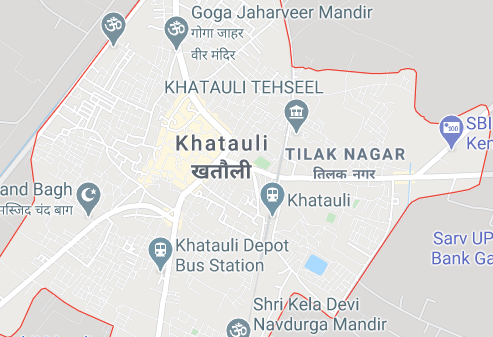 Goga Jaharveer Mandir
गोगा जाहर
वीर मंदिर
KHATAULI TEHSEEL
SBI
Ken
Khatauli
खतौली
TILAK NAGAR
तिलक नगर
and Bagh
मस्जिद चंद बाग
Khatauli
Khatauli Depot
Bus Station
Sarv UP
Bank Ga
Shri Kela Devi
Navdurga Mandir